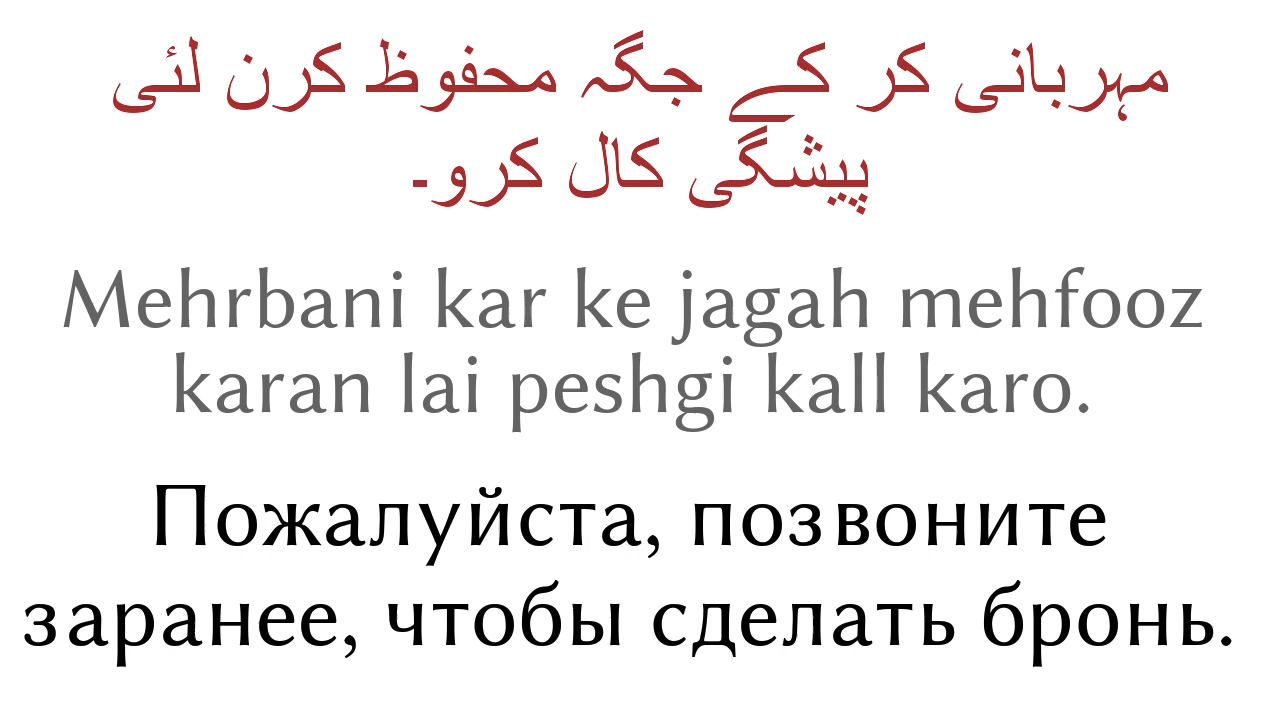 مہربانی کر کے جگہ محفوظ کرن لئی
پیشگی کال کرو۔
Mehrbani kar ke jagah mehfooz
karan lai peshgi kall karo.
Пожалуйста, позвоните
заранее, чтобы сделать бронь.